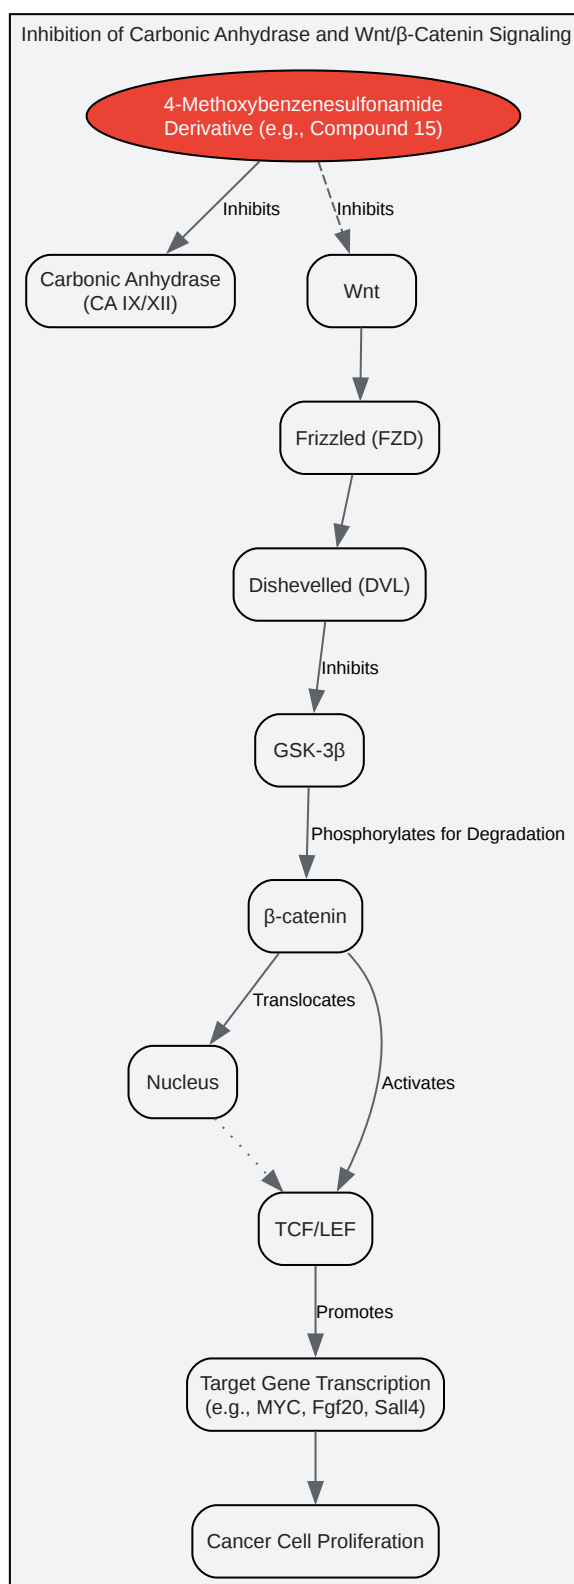 Inhibition of Carbonic Anhydrase and Wnt/β-Catenin Signaling
4-Methoxybenzenesulfonamide
Derivative (e.g., Compound 15)
Inhibits
Inhibits
Carbonic Anhydrase
(CA IX/XII)
Wnt
Frizzled (FZD)
Dishevelled (DVL)
Inhibits
GSK-3β
Phosphorylates for Degradation
β-catenin
Translocates
Nucleus
Activates
TCF/LEF
Promotes
Target Gene Transcription
(e.g., MYC, Fgf20, Sall4)
Cancer Cell Proliferation